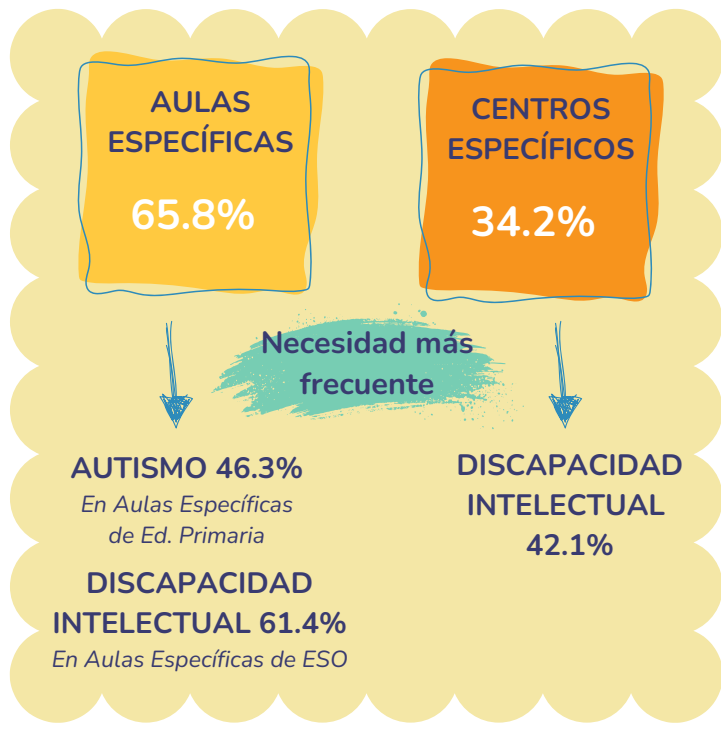 AULAS
ESPECÍFICAS
65.8%
CENTROS
ESPECÍFICOS
34.2%
Necesidad más
frecuente
AUTISMO 46.3%
En Aulas Específicas
de Ed. Primaria
DISCAPACIDAD
INTELECTUAL 61.4%
En Aulas Específicas de ESO
DISCAPACIDAD
INTELECTUAL
42.1%